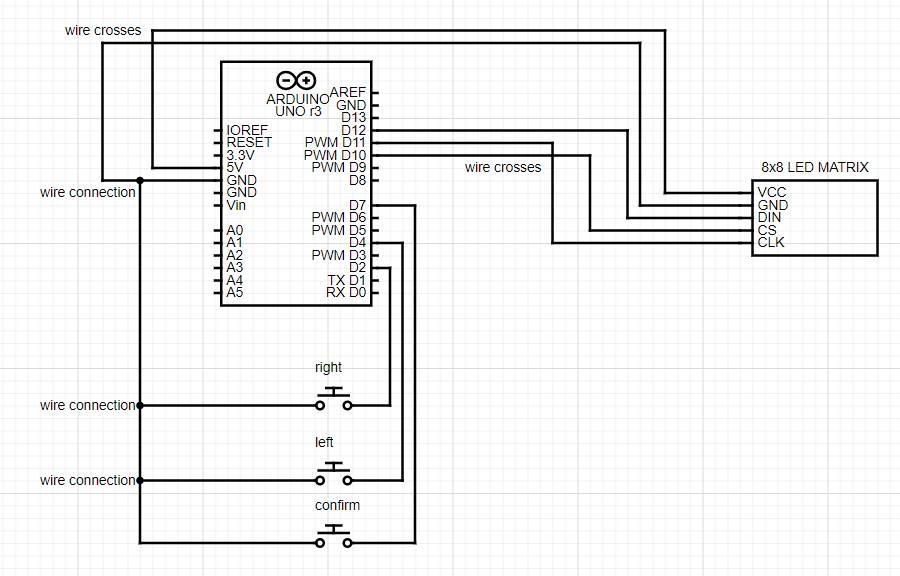 wire crosses
ARDUINO
UNO r3
AREF
GND
D13
IOREF D12
RESET PWM D11
3.3V PWM D10
5V PWM D9
GND D8
GND
Vin D7
PWM D6
A0 PWM D5
A1 D4
A2 PWM D3
A3 D2
A4 TX D1
A5 RX D0
wire connection
wire crosses
8x8 LED MATRIX
VCC
GND
DIN
CS
CLK
right
wire connection
left
wire connection
confirm